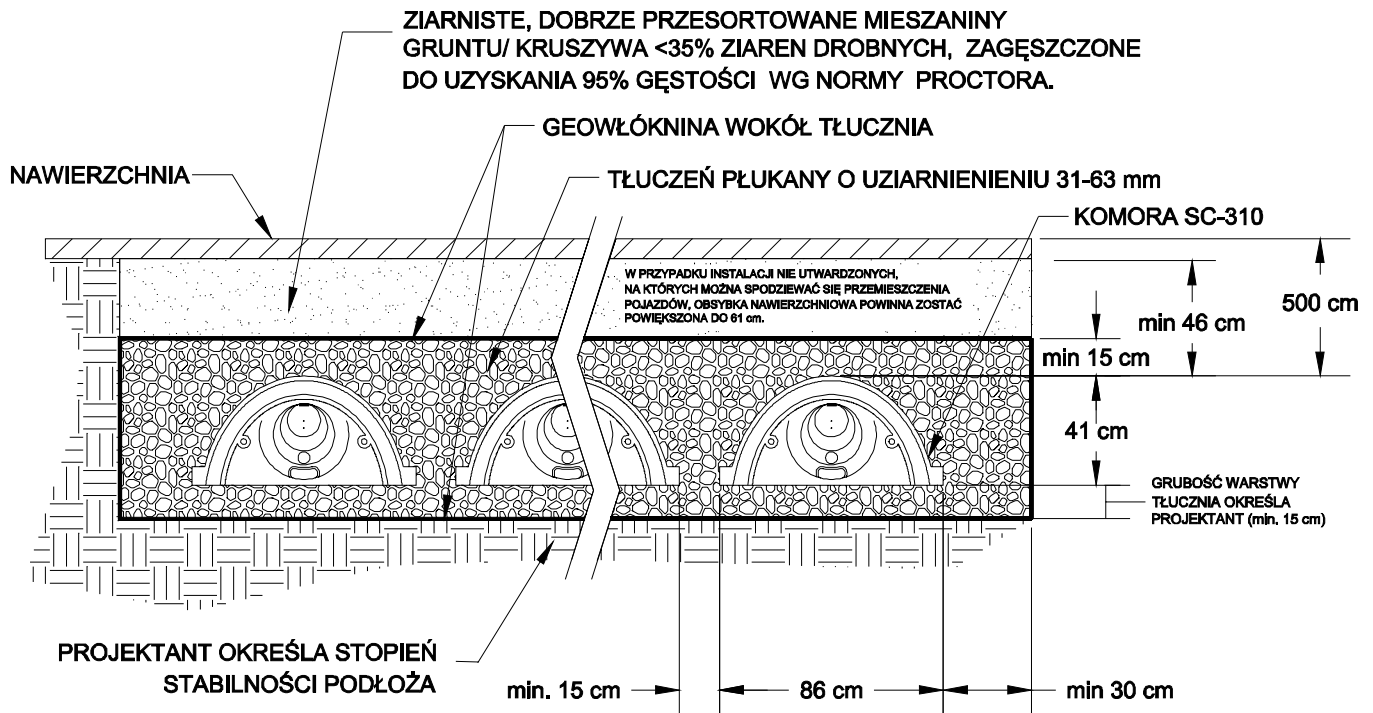 ZIARNISTE, DOBRZE PRZESORTOWANE MIESZANINY
GRUNTU/ KRUSZYWA <35% ZIAREN DROBNYCH, ZAGĘSZCZONE
DO UZYSKANIA 95% GĘSTOŚCI WG NORMY PROCTORA.
GEOWŁÓKNINA WOKÓŁ TŁUCZNIA
NAWIERZCHNIA
TŁUCZEŃ PŁUKANY O UZIARNIENIENIU 31-63 mm
KOMORA SC-310
W PRZYPADKU INSTALACJI NIE UTWARDZONYCH,
NA KTÓRYCH MOŻNA SPODZIEWAĆ SIĘ PRZEMIESZCZENIA
POJAZDÓW, OBSYBKA NAWIERZCHNIOWA POWINNA ZOSTAĆ
POWIĘKSZONA DO 61 cm.
500 cm
min 46 cm
min 15 cm
41 cm
GRUBOŚĆ WARSTWY
TŁUCZNIA OKREŚLA
PROJEKTANT (min. 15 cm)
PROJEKTANT OKREŚLA STOPIEŃ
STABILNOŚCI PODŁOŻA
min. 15 cm
86 cm
min 30 cm